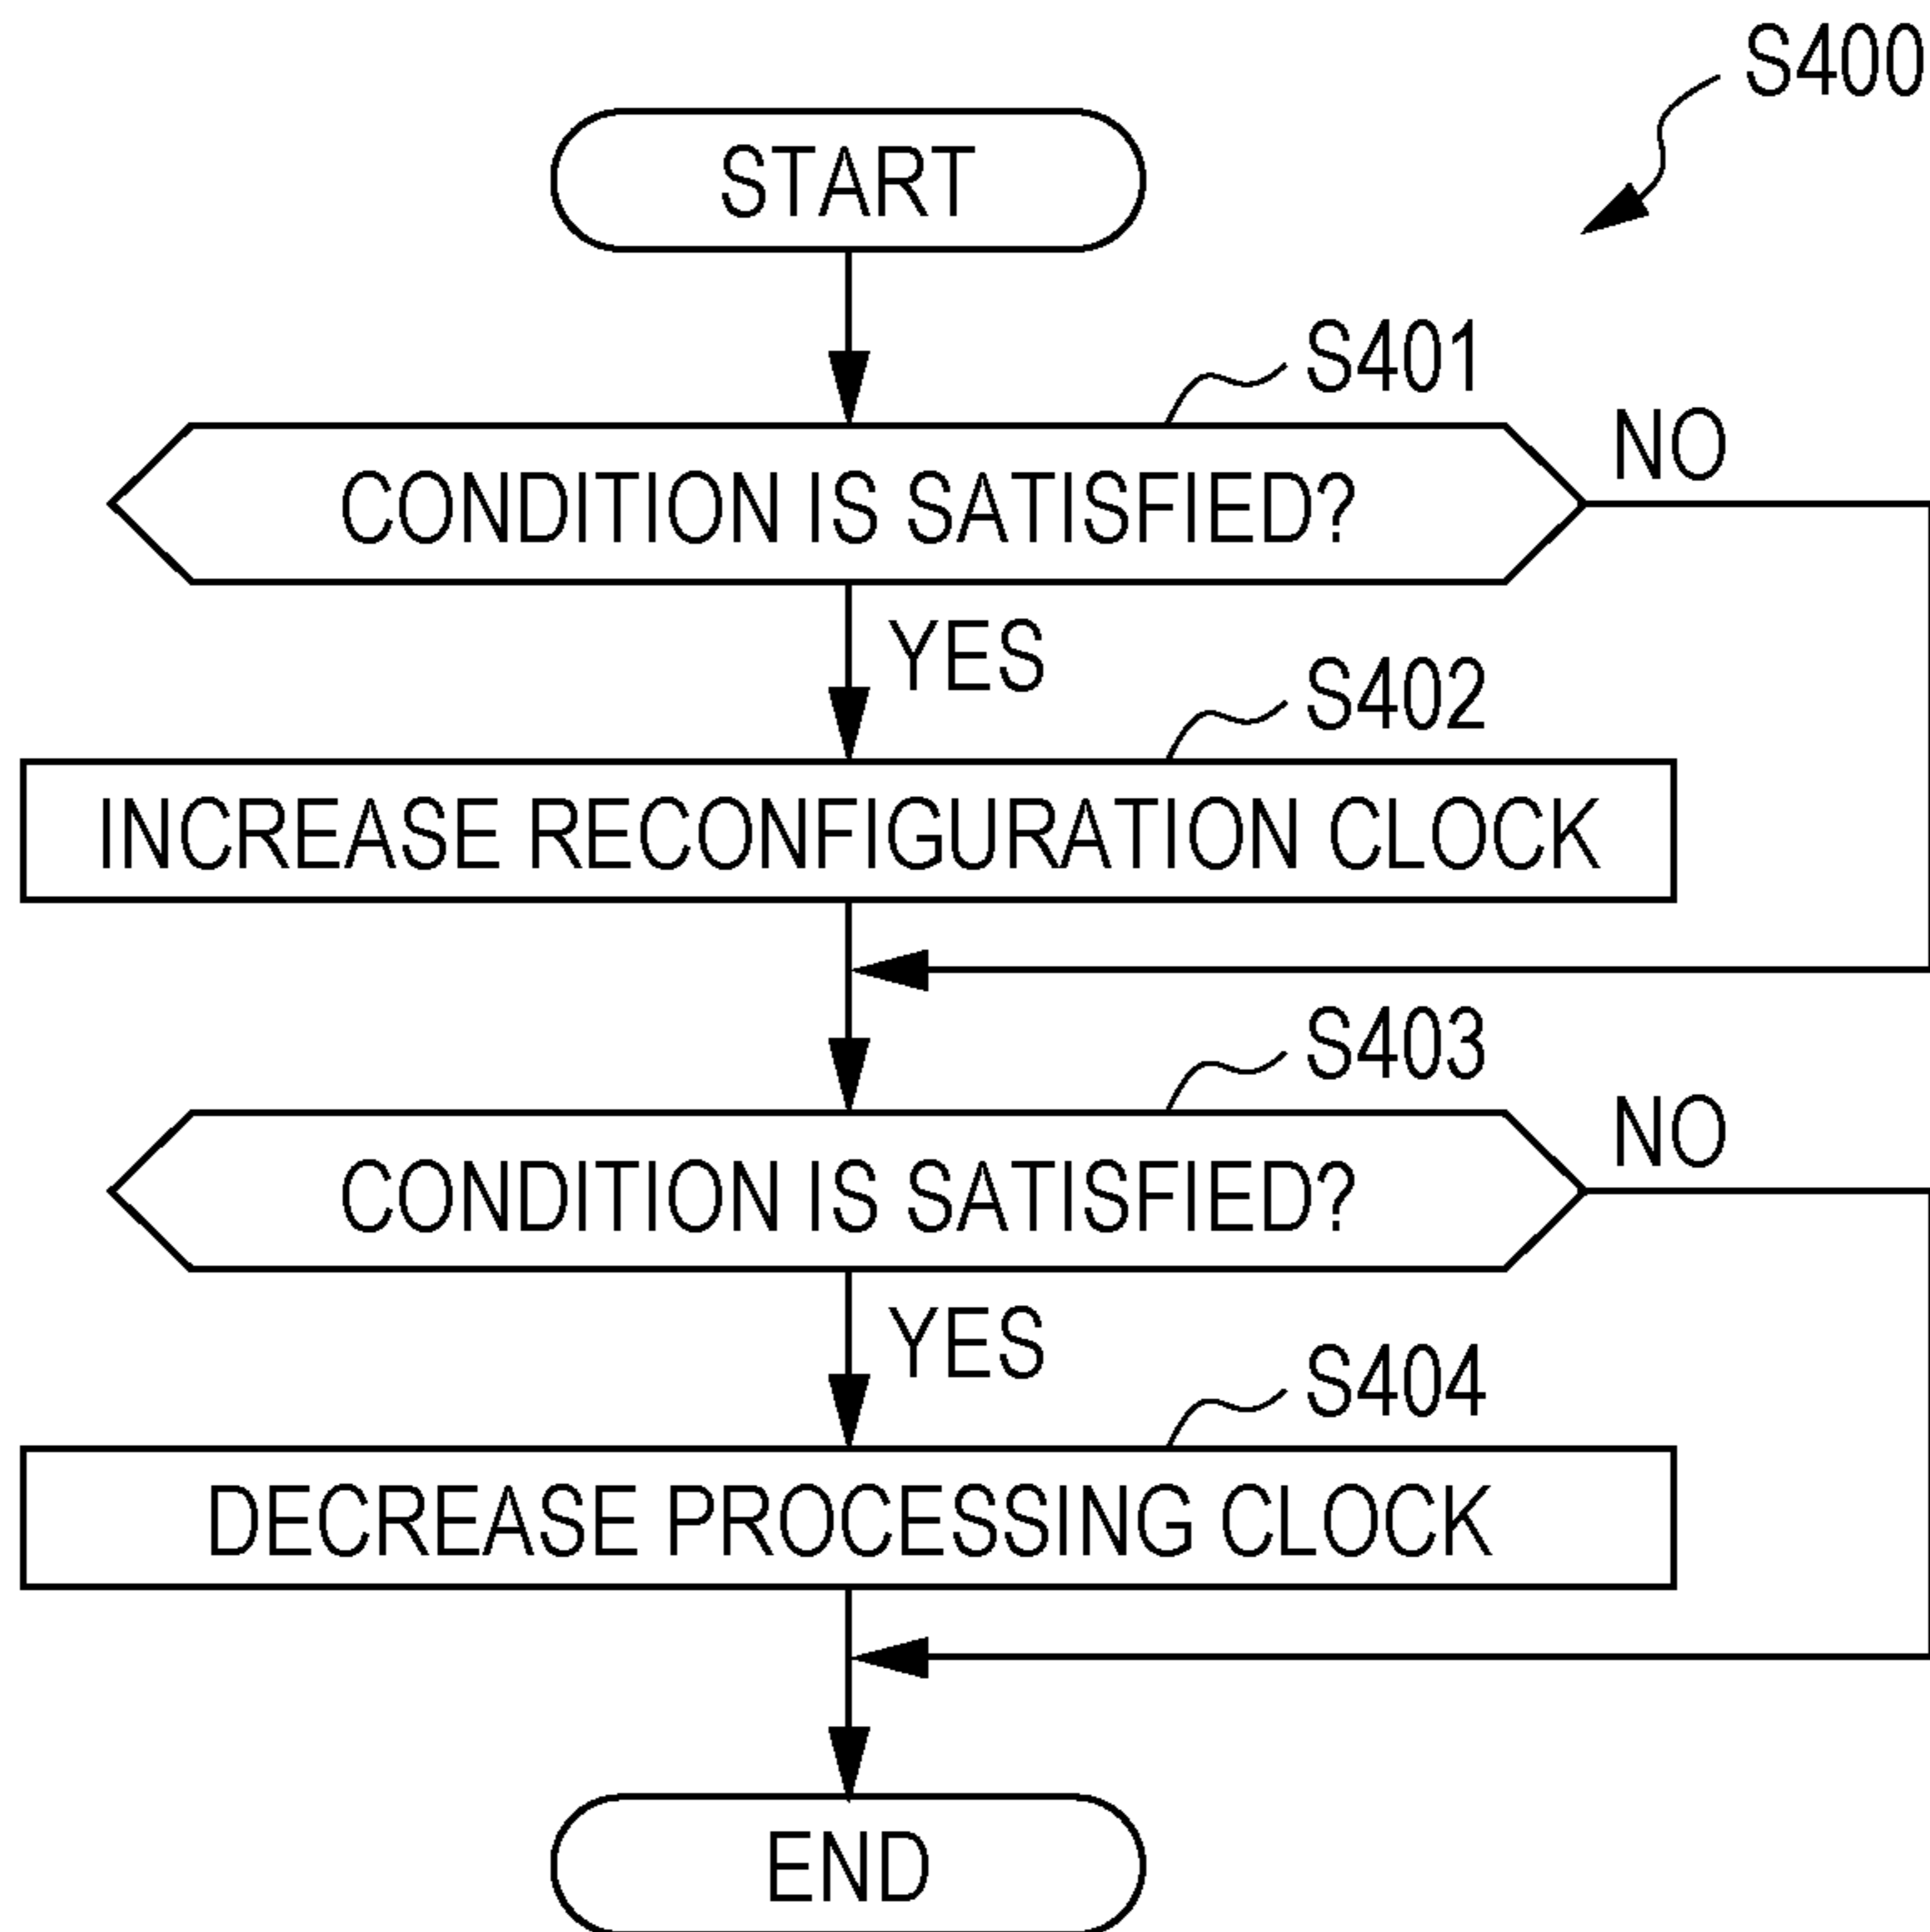 S400
START
S401
CONDITION IS SATISFIED?
NO
YES
S402
INCREASE RECONFIGURATION CLOCK
S403
CONDITION IS SATISFIED?
NO
YES
S404
DECREASE PROCESSING CLOCK
END